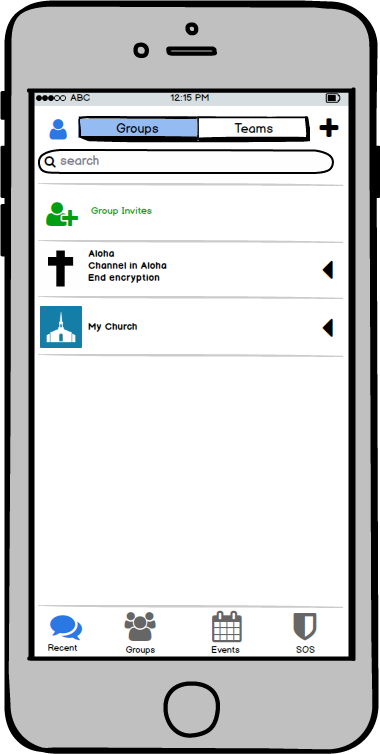 ABC 12:15 PM
Groups Teams
search
Group Invites
Aloha
Channel in Aloha
End encryption
My Church
Recent Groups Events SOS